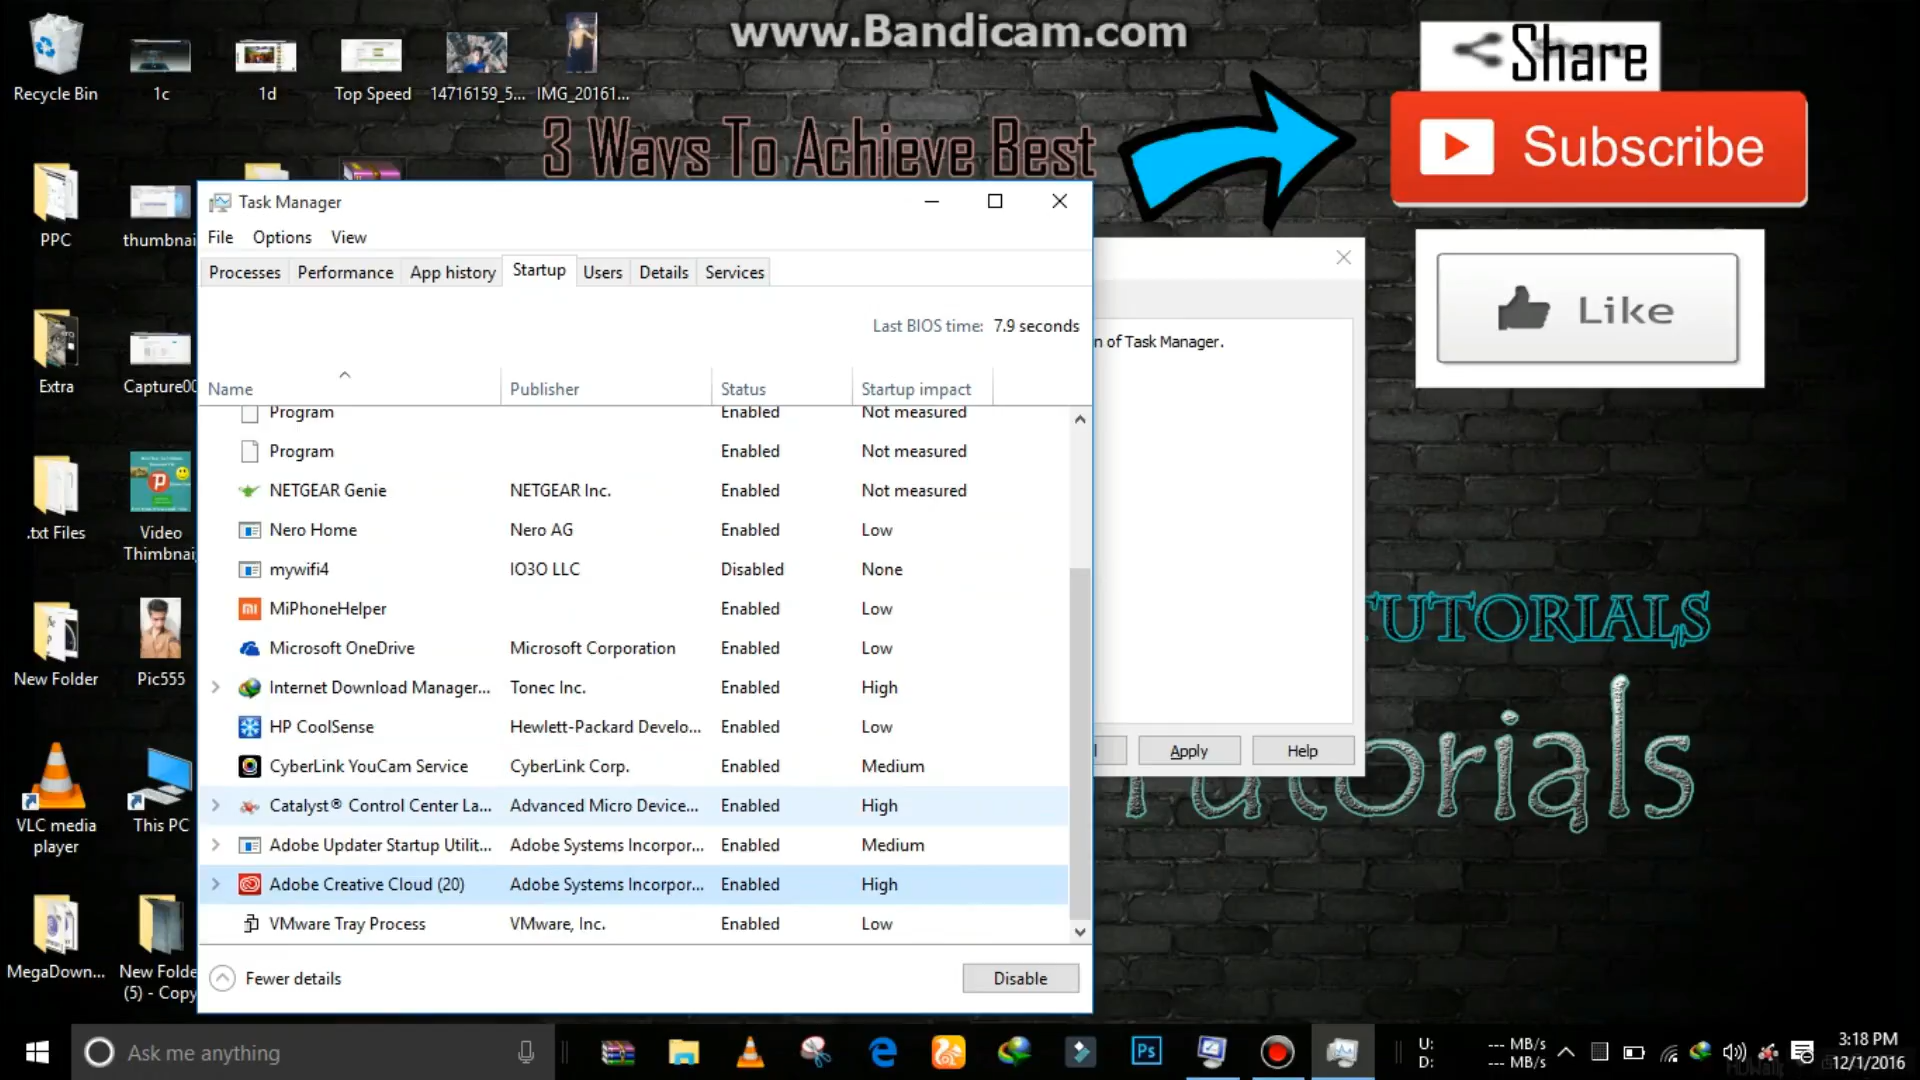 www.Bandicam.com
Share
Subscribe
Like
3 Ways To Achieve Best
Recycle Bin
1c
1d
Top Speed
14716159_5...
IMG_20161...
PPC
thumbnai
Extra
Capture00
.txt Files
Video
Thimbnai
New Folder
Pic555
VLC media
player
This PC
MegaDown...
New Folde
(5) - Copy
Task Manager
File Options View
Processes Performance App history Startup Users Details Services
Last BIOS time: 7.9 seconds
Name Publisher Status Startup impact
Program Enabled Not measured
Program Enabled Not measured
NETGEAR Genie NETGEAR Inc. Enabled Not measured
Nero Home Nero AG Enabled Low
mywifi4 IO3O LLC Disabled None
MiPhoneHelper Enabled Low
Microsoft OneDrive Microsoft Corporation Enabled Low
Internet Download Manager... Tonec Inc. Enabled High
HP CoolSense Hewlett-Packard Develo... Enabled Low
CyberLink YouCam Service CyberLink Corp. Enabled Medium
Catalyst® Control Center La... Advanced Micro Device... Enabled High
Adobe Updater Startup Utilit... Adobe Systems Incorpor... Enabled Medium
Adobe Creative Cloud (20) Adobe Systems Incorpor... Enabled High
VMware Tray Process VMware, Inc. Enabled Low
Fewer details
Disable
n of Task Manager.
l Apply Help
TUTORIALS
Tutorials
Ask me anything
Ps
U: --- MB/s
D: --- MB/s
3:18 PM
12/1/2016